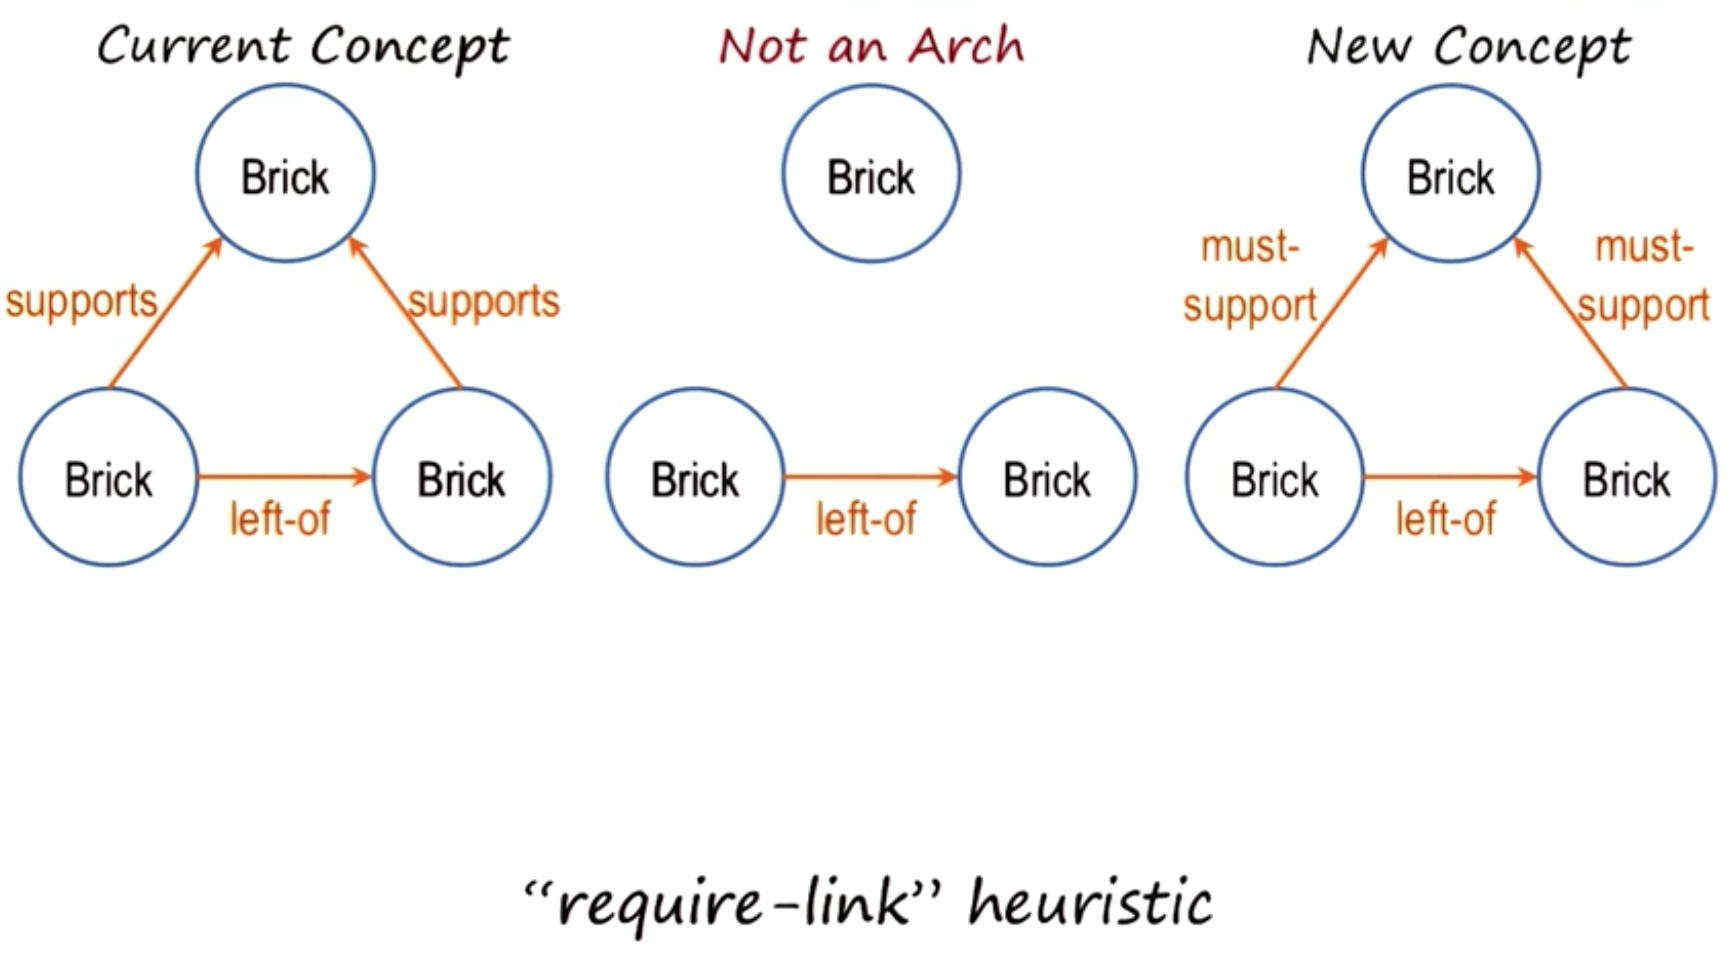 Current Concept
Brick
supports
supports
Brick
left-of
Brick
Not an Arch
Brick
Brick
left-of
Brick
New Concept
Brick
must-
support
must-
support
Brick
left-of
Brick
“require-link” heuristic